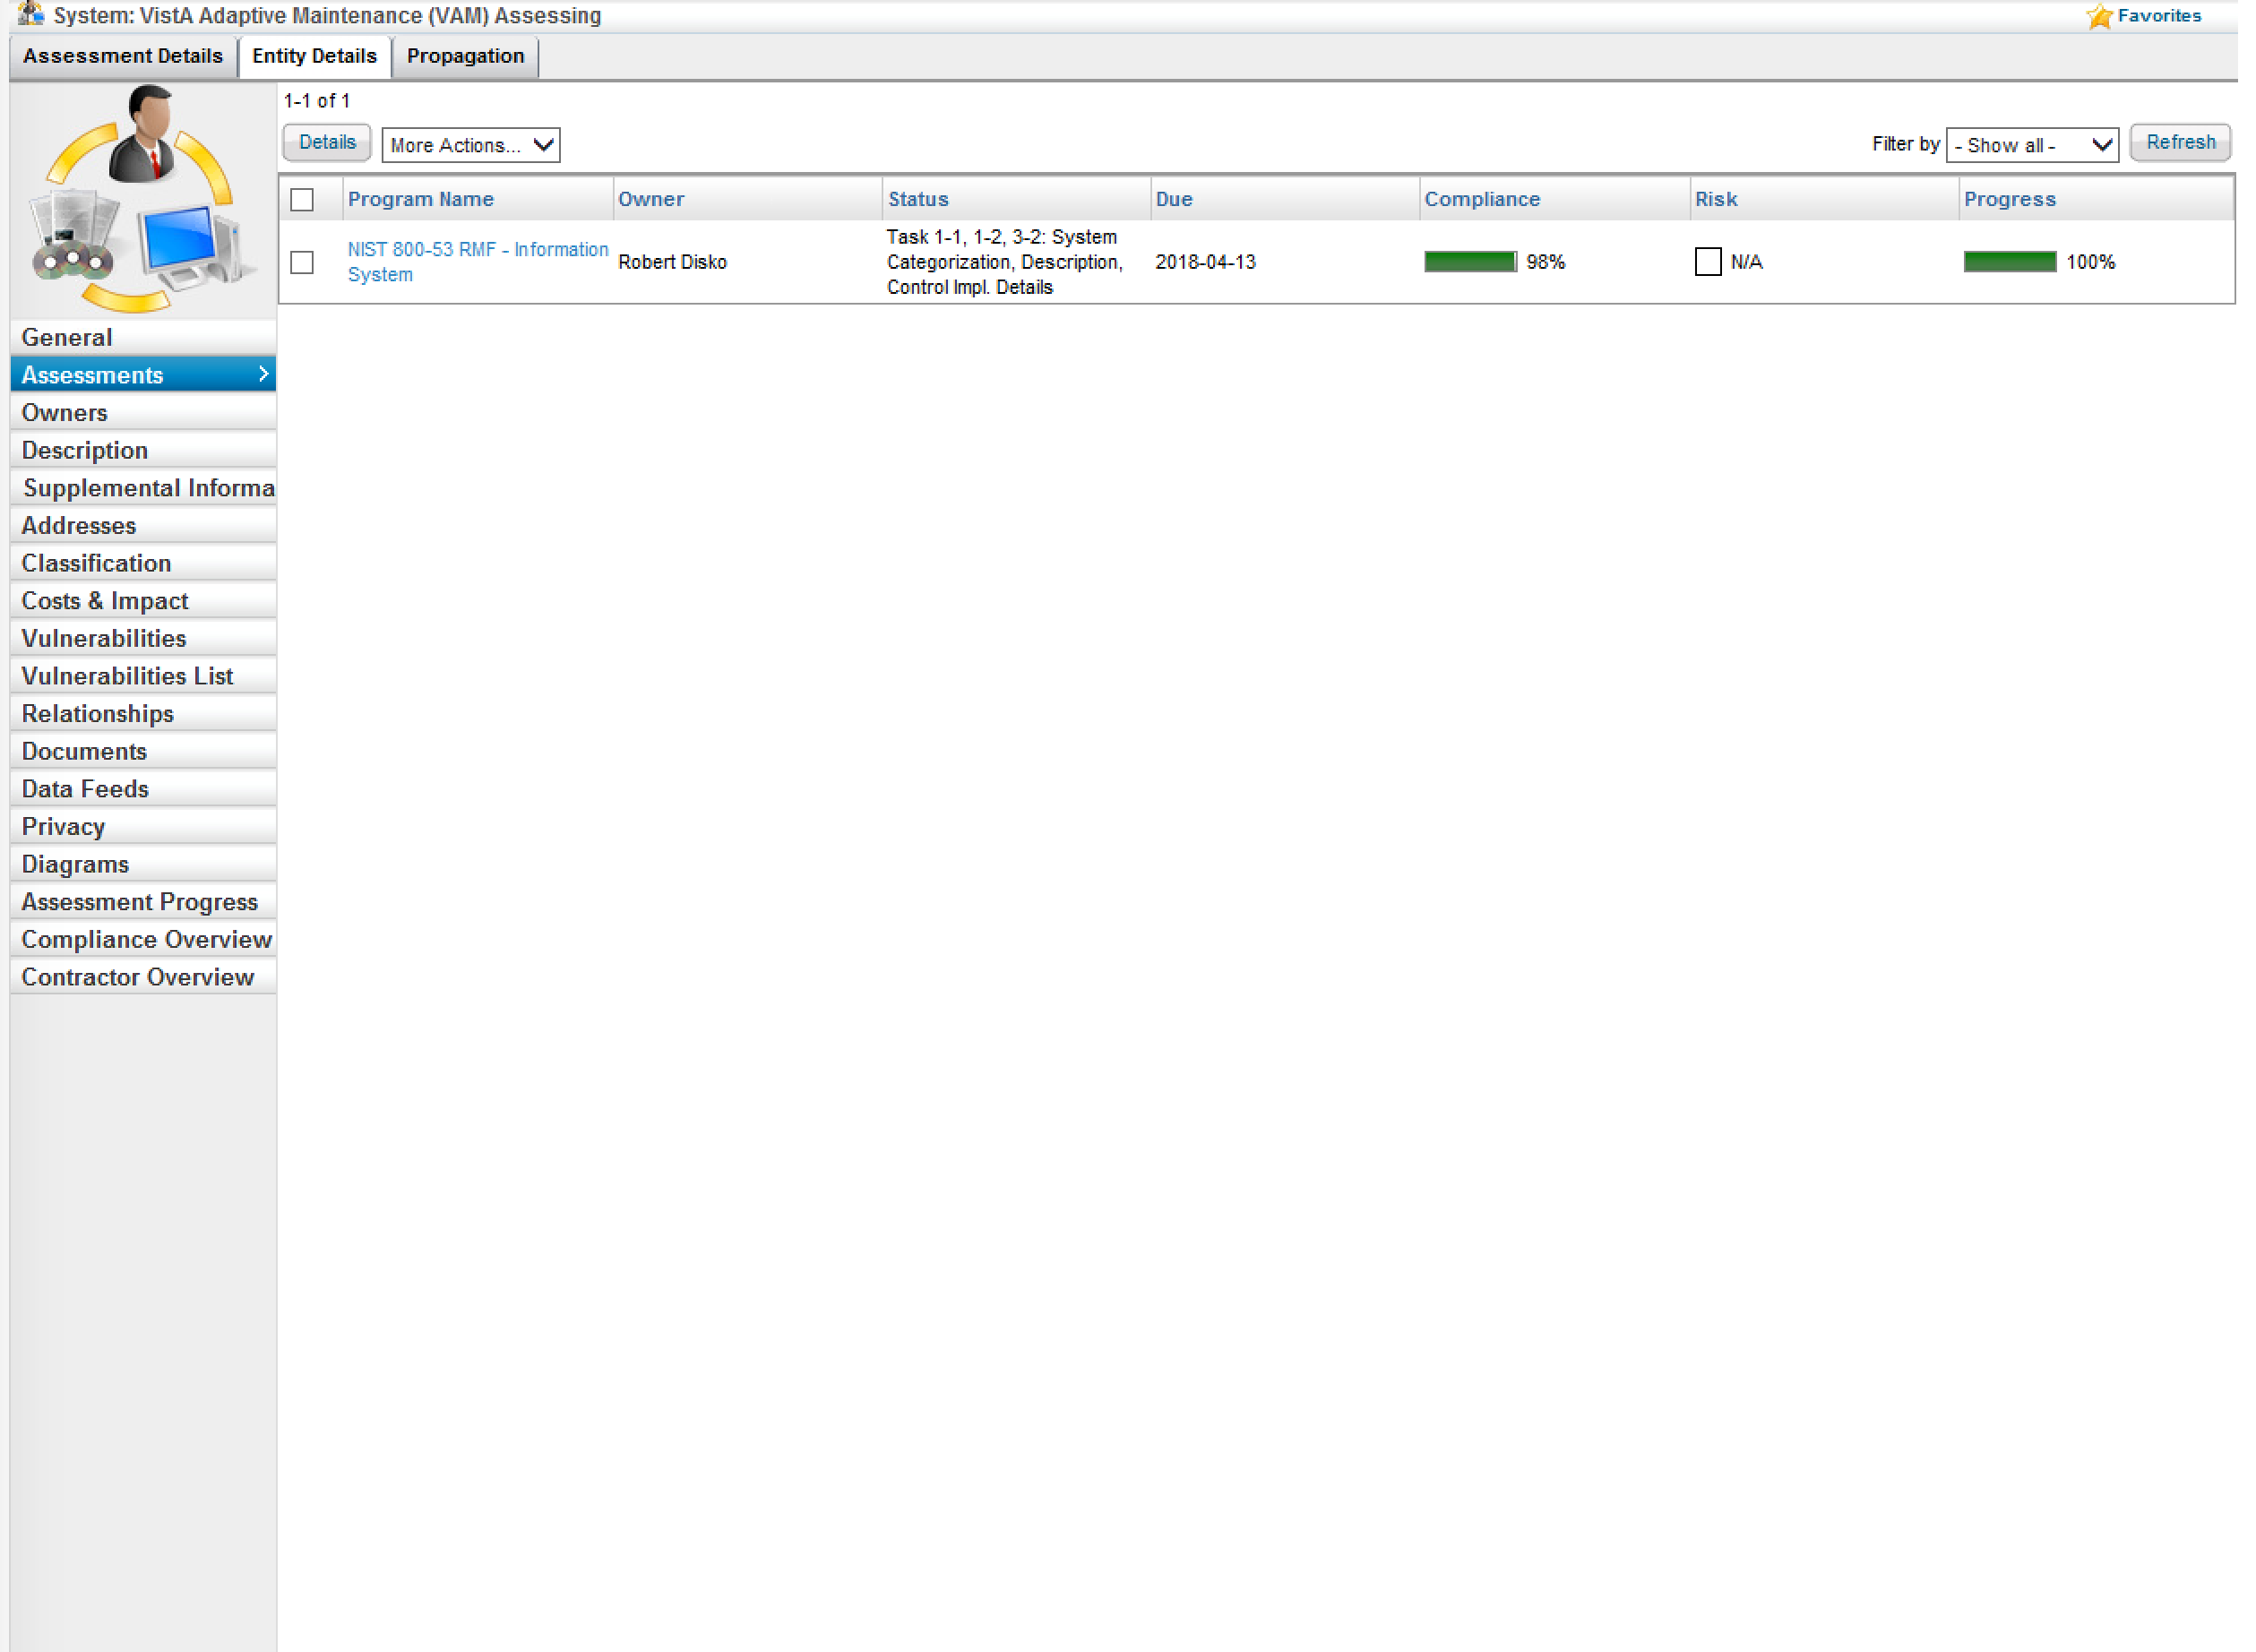 System: VistA Adaptive Maintenance (VAM) Assessing
Favorites
Assessment Details
Entity Details
Propagation
1-1 of 1
Details
More Actions...
Filter by
- Show all -
Refresh
Program Name
Owner
Status
Due
Compliance
Risk
Progress
NIST 800-53 RMF - Information
System
Robert Disko
Task 1-1, 1-2, 3-2: System
Categorization, Description,
Control Impl. Details
2018-04-13
98%
N/A
100%
General
Assessments
Owners
Description
Supplemental Informa
Addresses
Classification
Costs & Impact
Vulnerabilities
Vulnerabilities List
Relationships
Documents
Data Feeds
Privacy
Diagrams
Assessment Progress
Compliance Overview
Contractor Overview